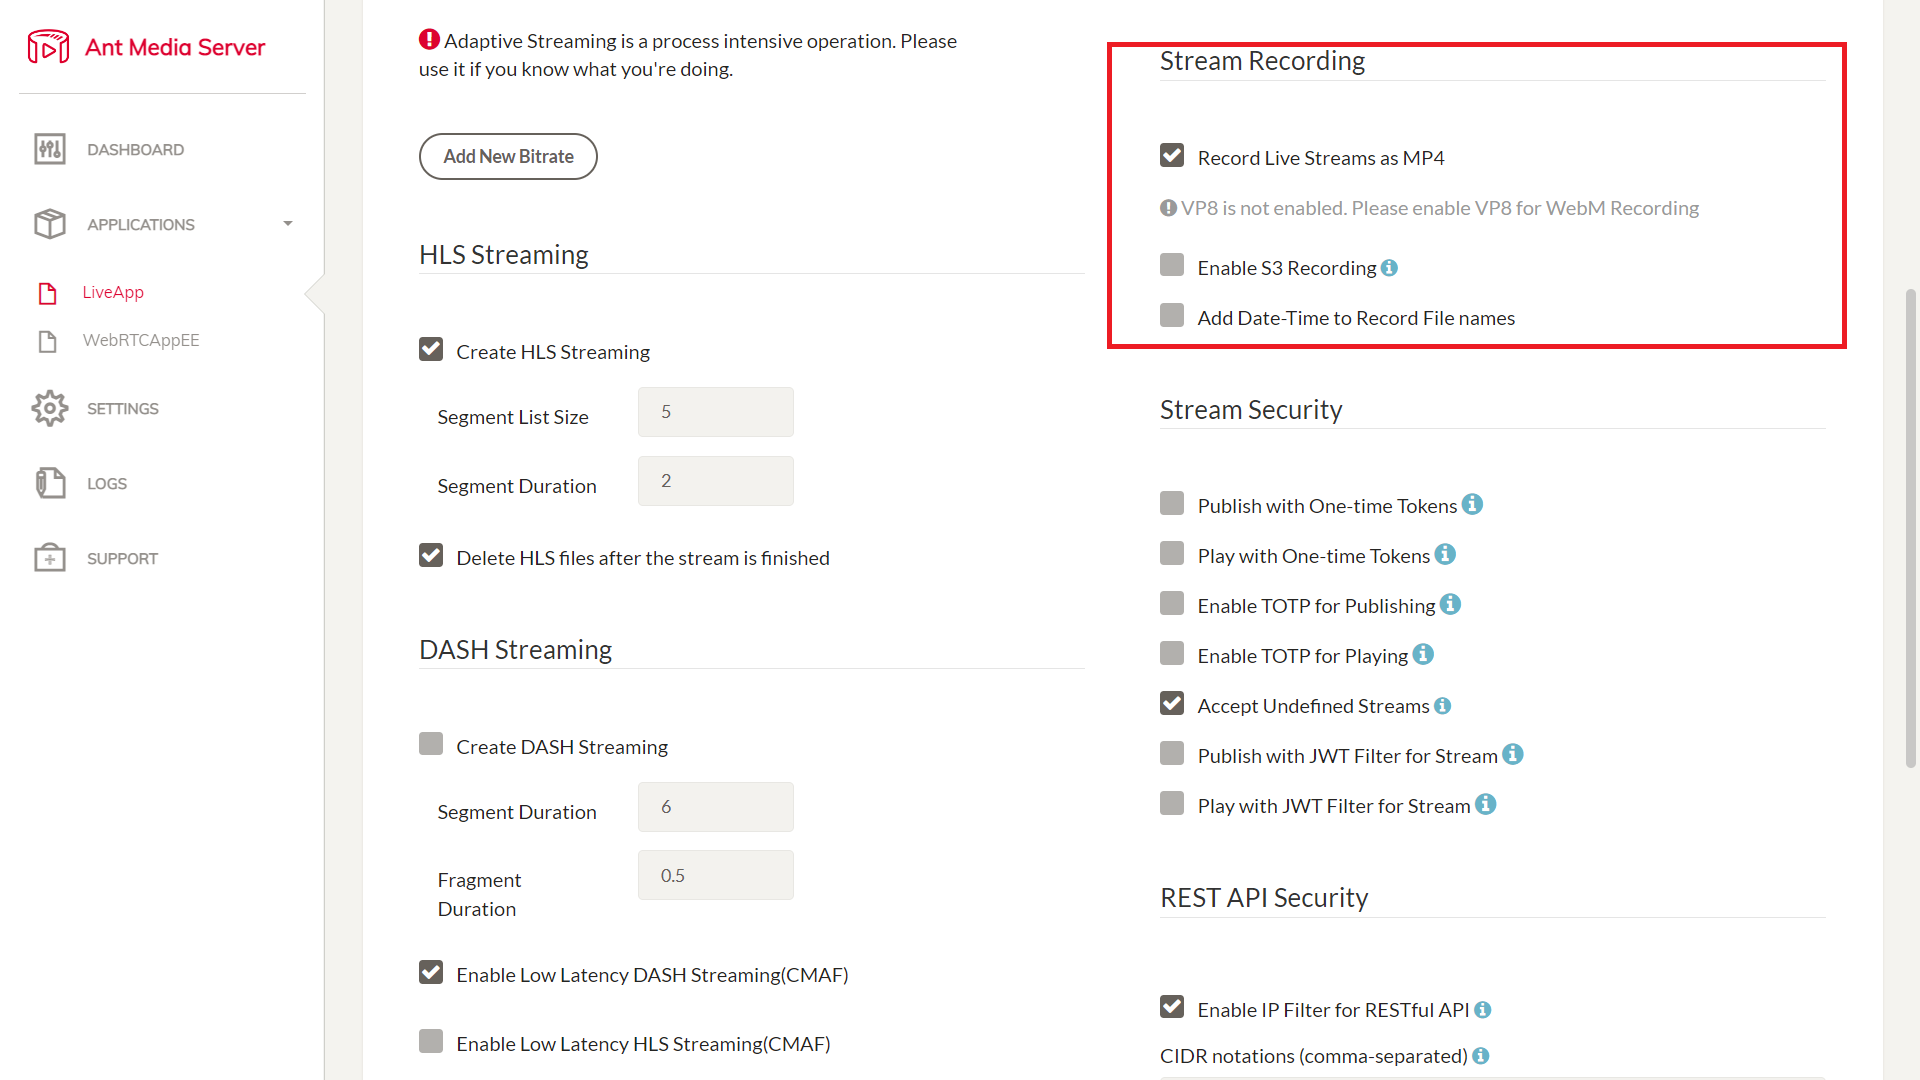 Ant Media Server
DASHBOARD
APPLICATIONS
LiveApp
WebRTCAppEE
SETTINGS
LOGS
SUPPORT
Adaptive Streaming is a process intensive operation. Please
use it if you know what you're doing.
Add New Bitrate
HLS Streaming
Create HLS Streaming
Segment List Size
5
Segment Duration
2
Delete HLS files after the stream is finished
DASH Streaming
Create DASH Streaming
Segment Duration
6
Fragment
Duration
0.5
Enable Low Latency DASH Streaming(CMAF)
Enable Low Latency HLS Streaming(CMAF)
Stream Recording
Record Live Streams as MP4
VP8 is not enabled. Please enable VP8 for WebM Recording
Enable S3 Recording
Add Date-Time to Record File names
Stream Security
Publish with One-time Tokens
Play with One-time Tokens
Enable TOTP for Publishing
Enable TOTP for Playing
Accept Undefined Streams
Publish with JWT Filter for Stream
Play with JWT Filter for Stream
REST API Security
Enable IP Filter for RESTful API
CIDR notations (comma-separated)